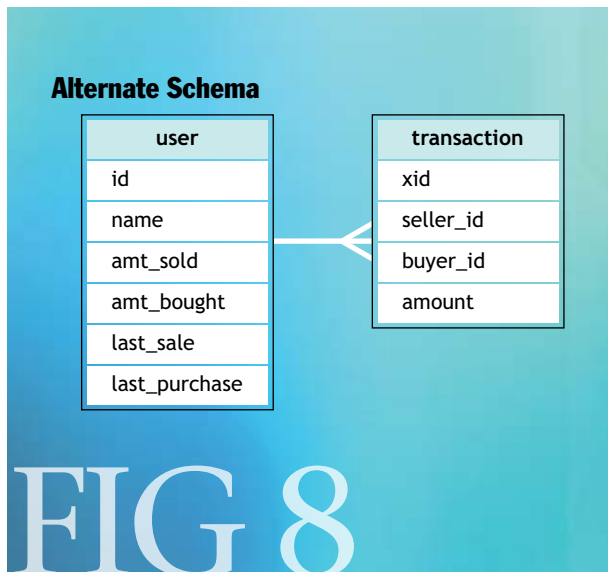 Alternate Schema
user
id
name
amt_sold
amt_bought
last_sale
last_purchase
transaction
xid
seller_id
buyer_id
amount
FIG 8